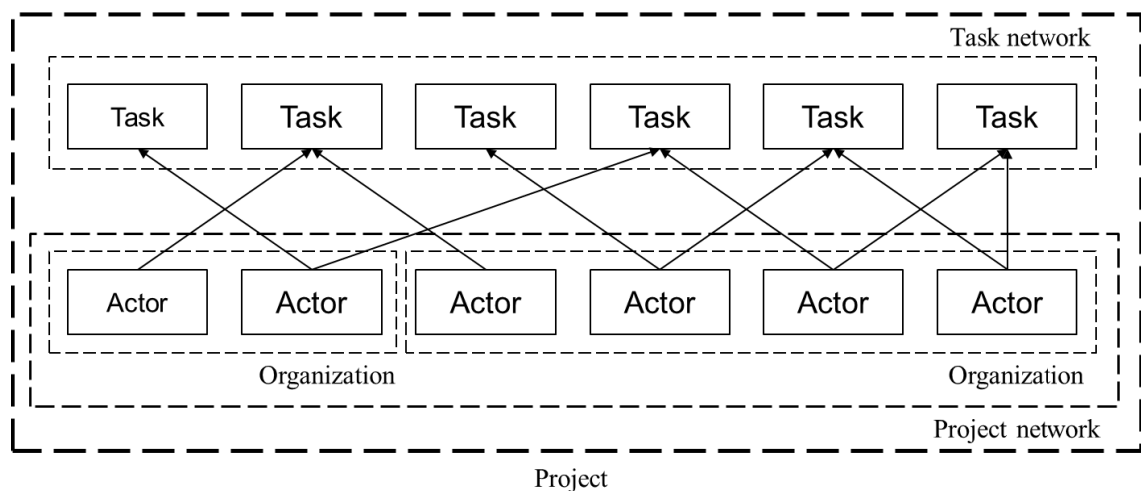 Task network
Task Task Task Task Task Task
Actor Actor Actor Actor Actor Actor
Organization Organization
Project network
Project